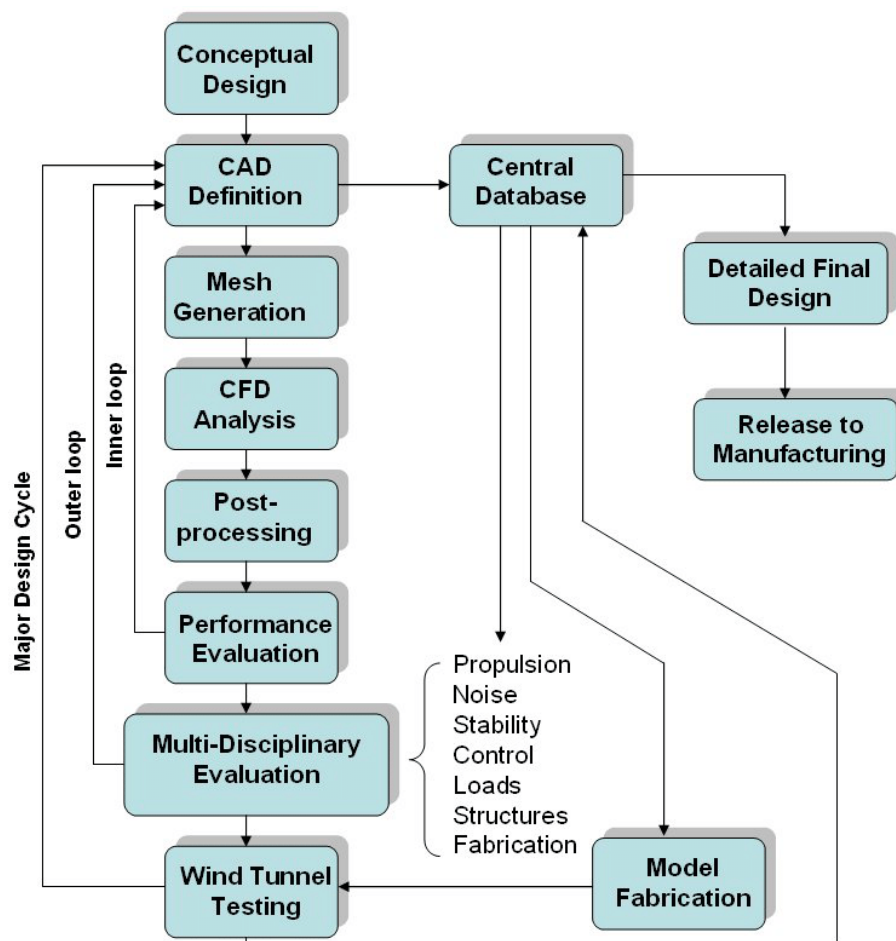 Conceptual
Design
CAD
Definition
Central
Database
Mesh
Generation
Detailed Final
Design
CFD
Analysis
Release to
Manufacturing
Post-
processing
Performance
Evaluation
Multi-Disciplinary
Evaluation
Wind Tunnel
Testing
Major Design Cycle
Outer loop
Inner loop
Propulsion
Noise
Stability
Control
Loads
Structures
Fabrication
Model
Fabrication